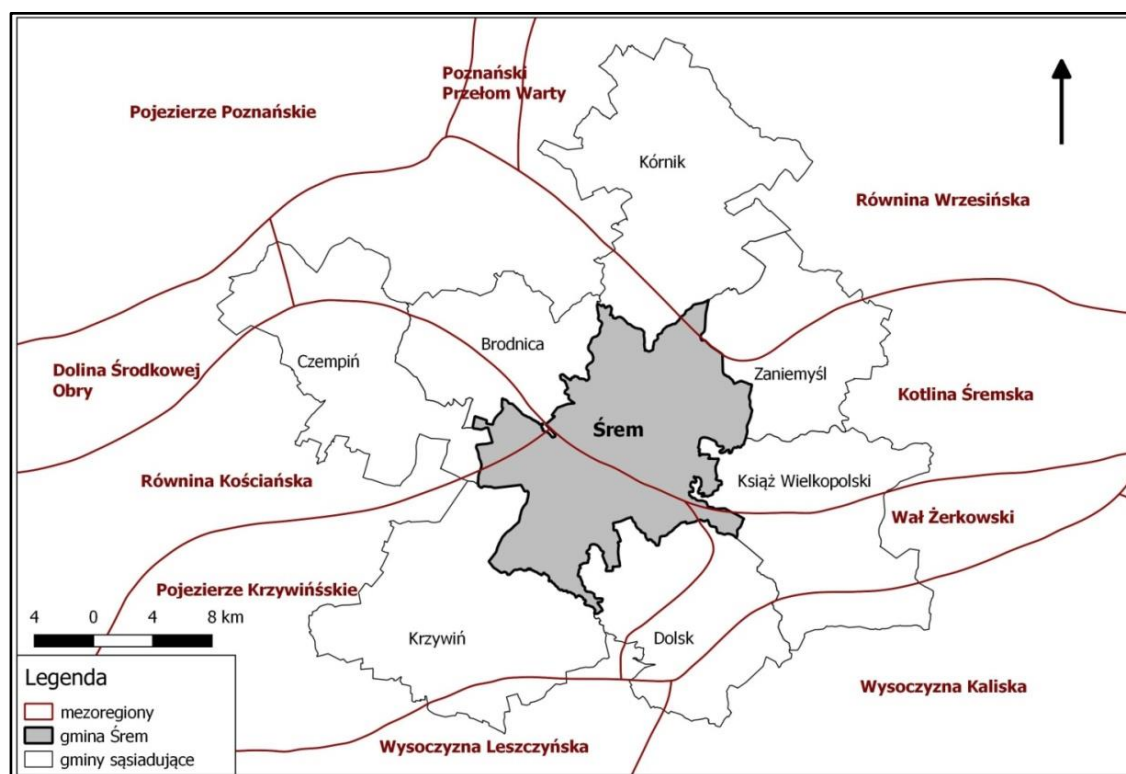 Poznański
Przełom Warty
Pojezierze Poznańskie
Kórnik
Równina Wrzesińska
Brodnica
Czempiń
Dolina Środkowej
Obry
Zaniemyśl
Kotlina Śremska
Śrem
Równina Kościańska
Książ Wielkopolski
Wał Żerkowski
Pojezierze Krzywińśskie
4 0 4 8 km
Krzywiń
Dolsk
Wysoczyzna Kaliska
Wysoczyzna Leszczyńska
Legenda
mezoregiony
gmina Śrem
gminy sąsiadujące